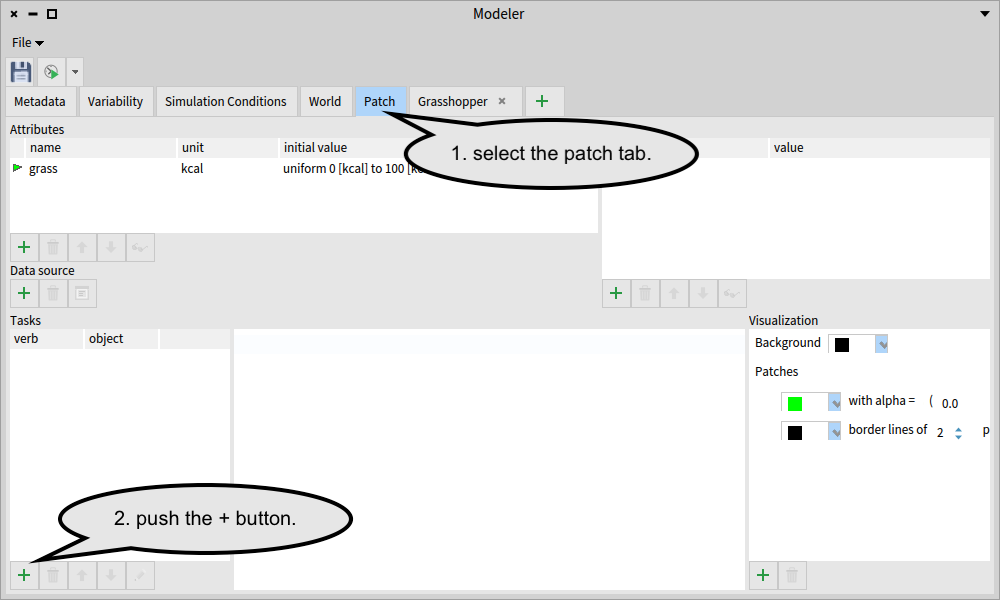 Modeler
File
Metadata Variability Simulation Conditions World Patch Grasshopper
Attributes
name unit initial value value
1. select the patch tab.
grass kcal uniform 0 [kcal] to 100 [k
Data source
Tasks Visualization
verb object
Background
Patches
with alpha = ( 0.0
border lines of 2 p
2. push the + button.